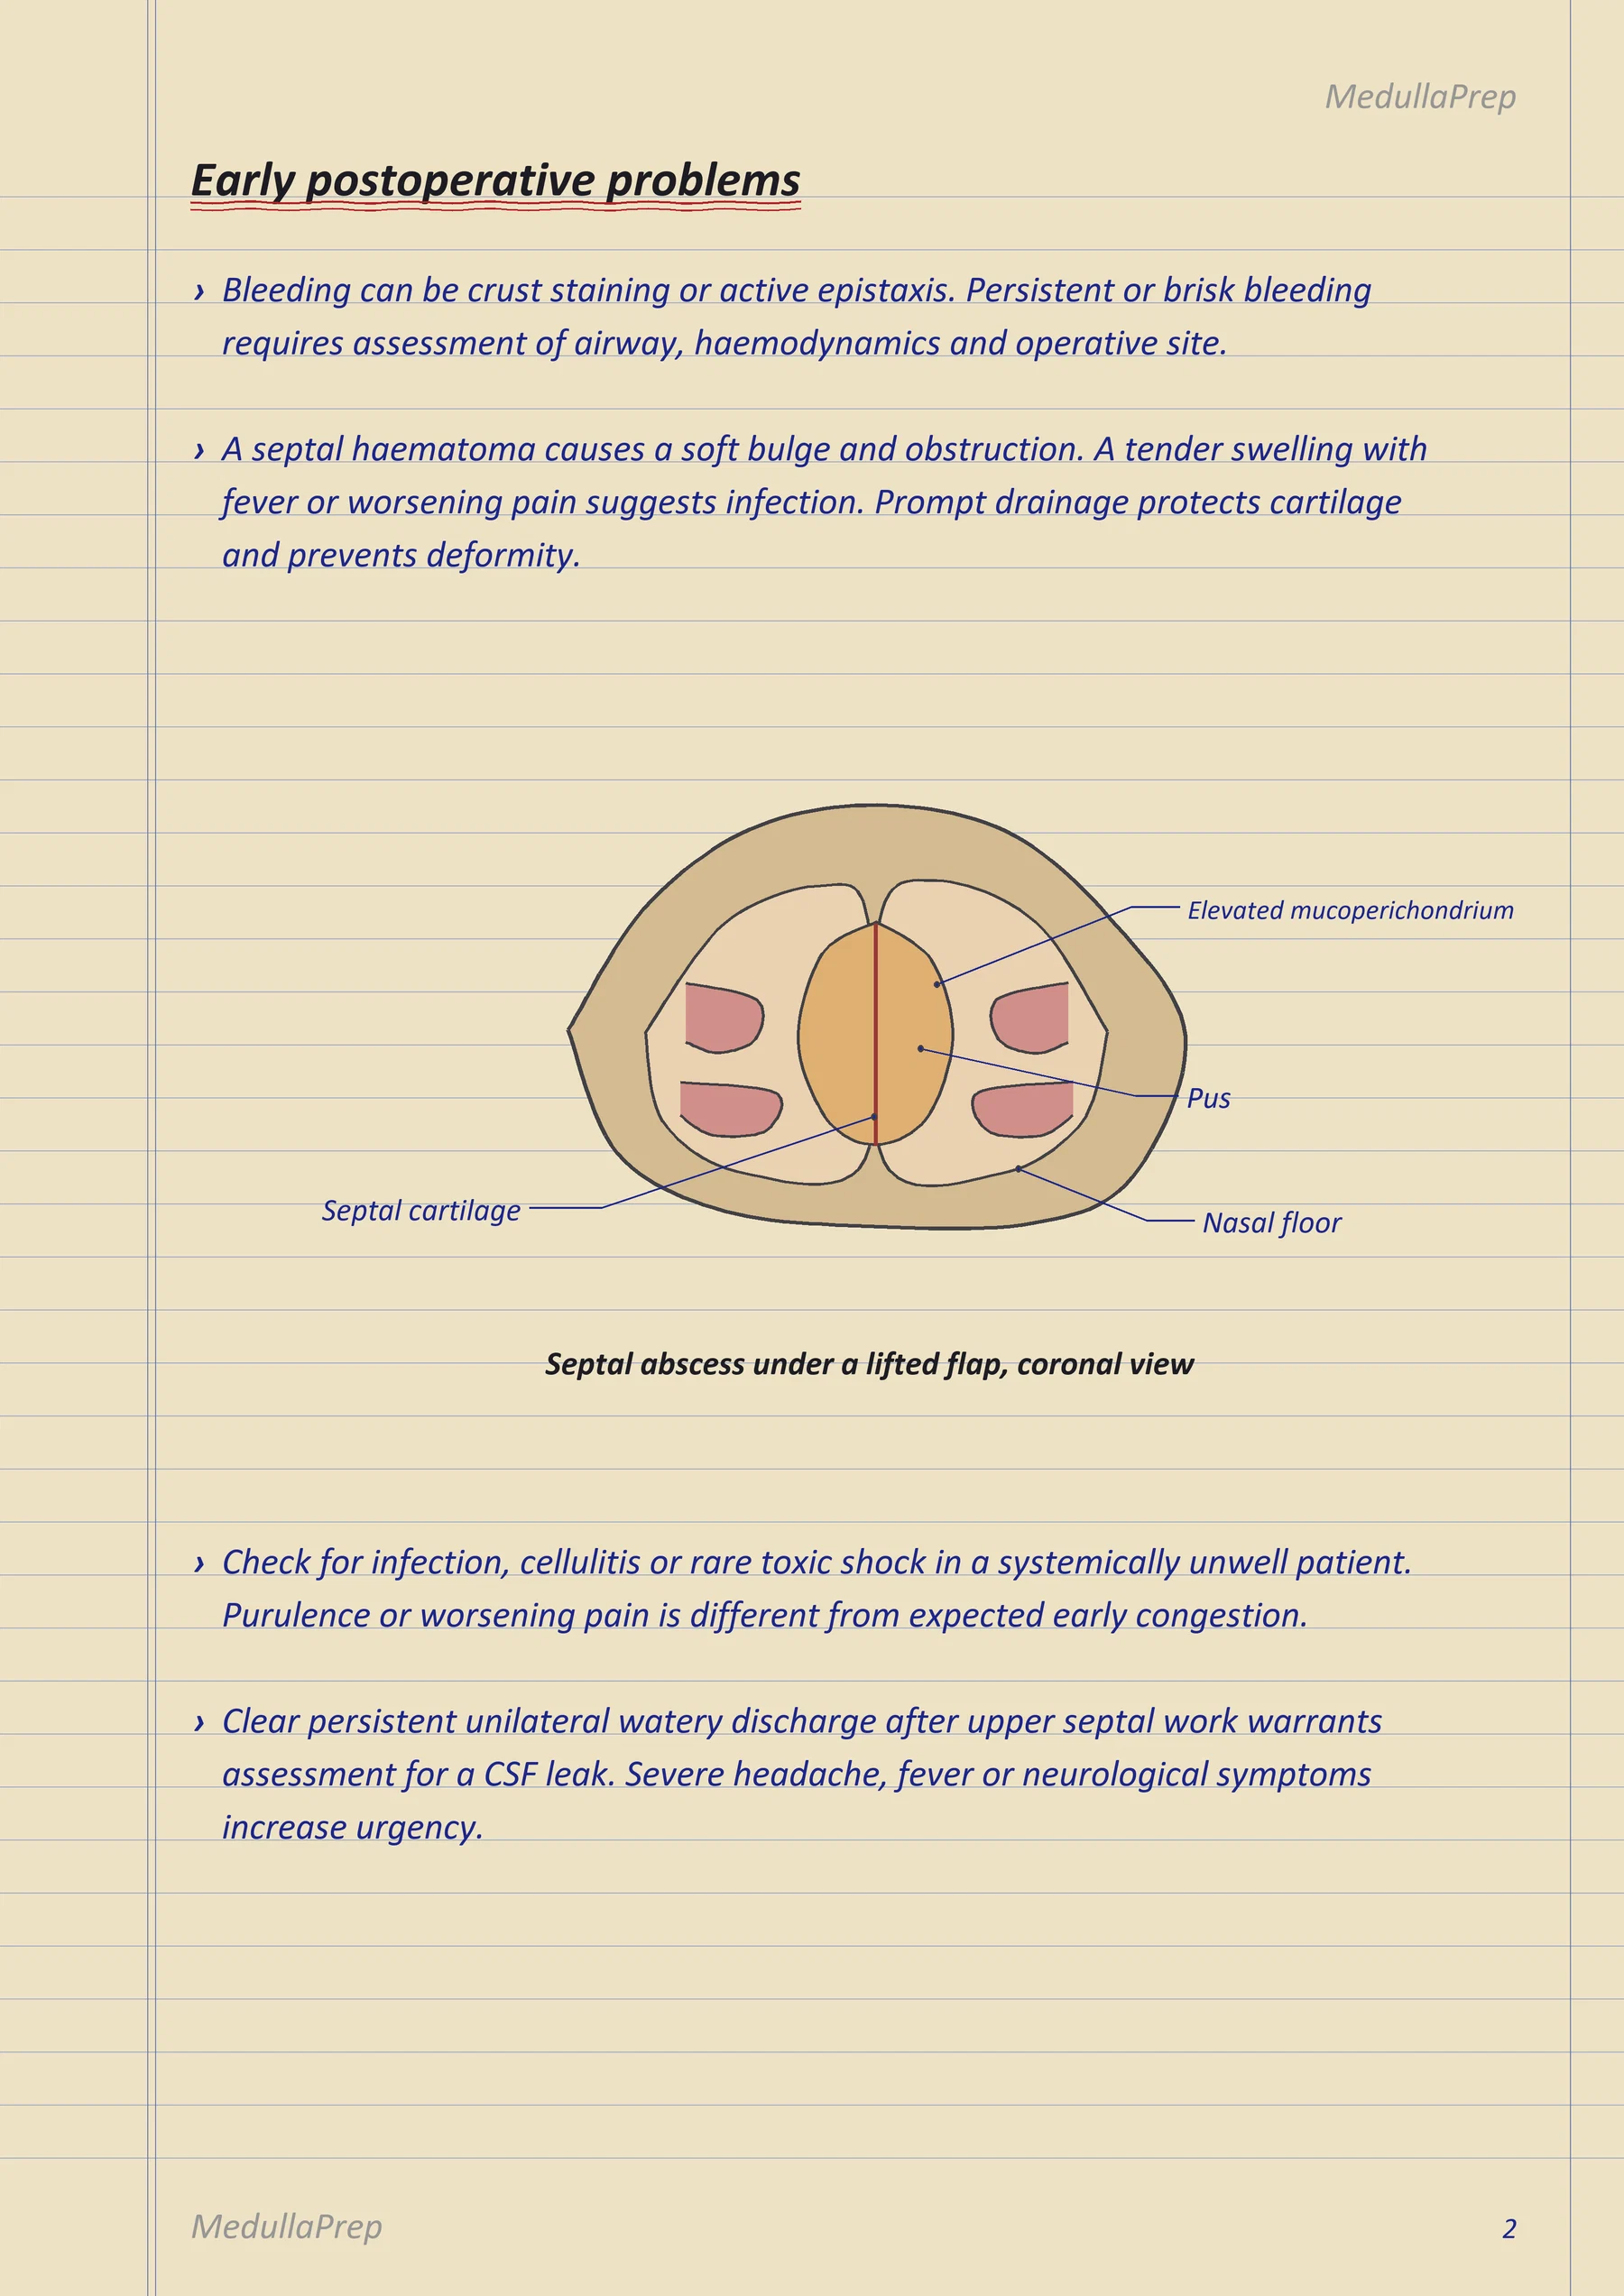 MedullaPrep
Early postoperative problems
› Bleeding can be crust staining or active epistaxis. Persistent or brisk bleeding
requires assessment of airway, haemodynamics and operative site.
› A septal haematoma causes a soft bulge and obstruction. A tender swelling with
fever or worsening pain suggests infection. Prompt drainage protects cartilage
and prevents deformity.
Elevated mucoperichondrium
Pus
Septal cartilage
Nasal floor
Septal abscess under a lifted flap, coronal view
› Check for infection, cellulitis or rare toxic shock in a systemically unwell patient.
Purulence or worsening pain is different from expected early congestion.
› Clear persistent unilateral watery discharge after upper septal work warrants
assessment for a CSF leak. Severe headache, fever or neurological symptoms
increase urgency.
MedullaPrep
2